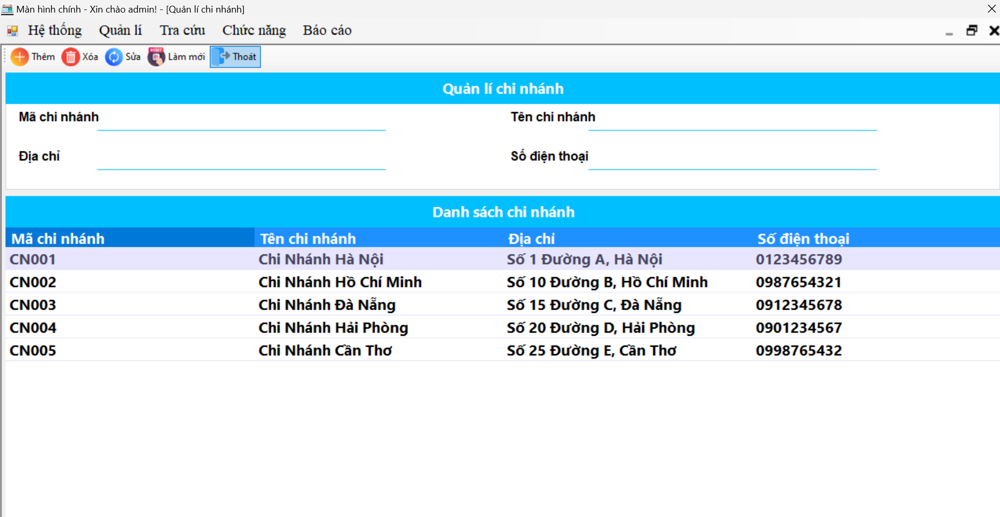 Màn hình chính - Xin chào admin! - [Quản lí chi nhánh]
Hệ thống Quản lí Tra cứu Chức năng Báo cáo
Thêm Xóa Sửa RESET Làm mới Thoát
Quản lí chi nhánh
Mã chi nhánh Tên chi nhánh
Địa chỉ Số điện thoại
Danh sách chi nhánh
Mã chi nhánh Tên chi nhánh Địa chỉ Số điện thoại
CN001 Chi Nhánh Hà Nội Số 1 Đường A, Hà Nội 0123456789
CN002 Chi Nhánh Hồ Chí Minh Số 10 Đường B, Hồ Chí Minh 0987654321
CN003 Chi Nhánh Đà Nẵng Số 15 Đường C, Đà Nẵng 0912345678
CN004 Chi Nhánh Hải Phòng Số 20 Đường D, Hải Phòng 0901234567
CN005 Chi Nhánh Cần Thơ Số 25 Đường E, Cần Thơ 0998765432